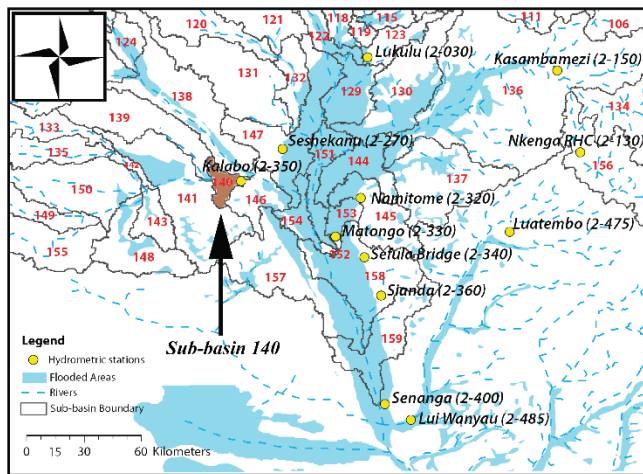 120
121
118
115
111
106
124
122
119
123
Lukulu (2-030)
Kasambamezi (2-150)
131
132
138
129
130
136
134
139
133
147
Seshekanu (2-270)
Nkenga RHC (2-130)
135
142
151
144
156
Kalabo (2-350)
140
137
150
141
146
Namitome (2-320)
149
143
154
153
145
Luatembo (2-475)
Matongo (2-330)
155
148
152
Sefulo Bridge (2-340)
157
158
Sianda (2-360)
Legend
Hydrometric stations
Flooded Areas
Rivers
Sub-basin Boundary
Sub-basin 140
159
Senanga (2-400)
Lui Wanyau (2-485)
0 15 30 60 Kilometers